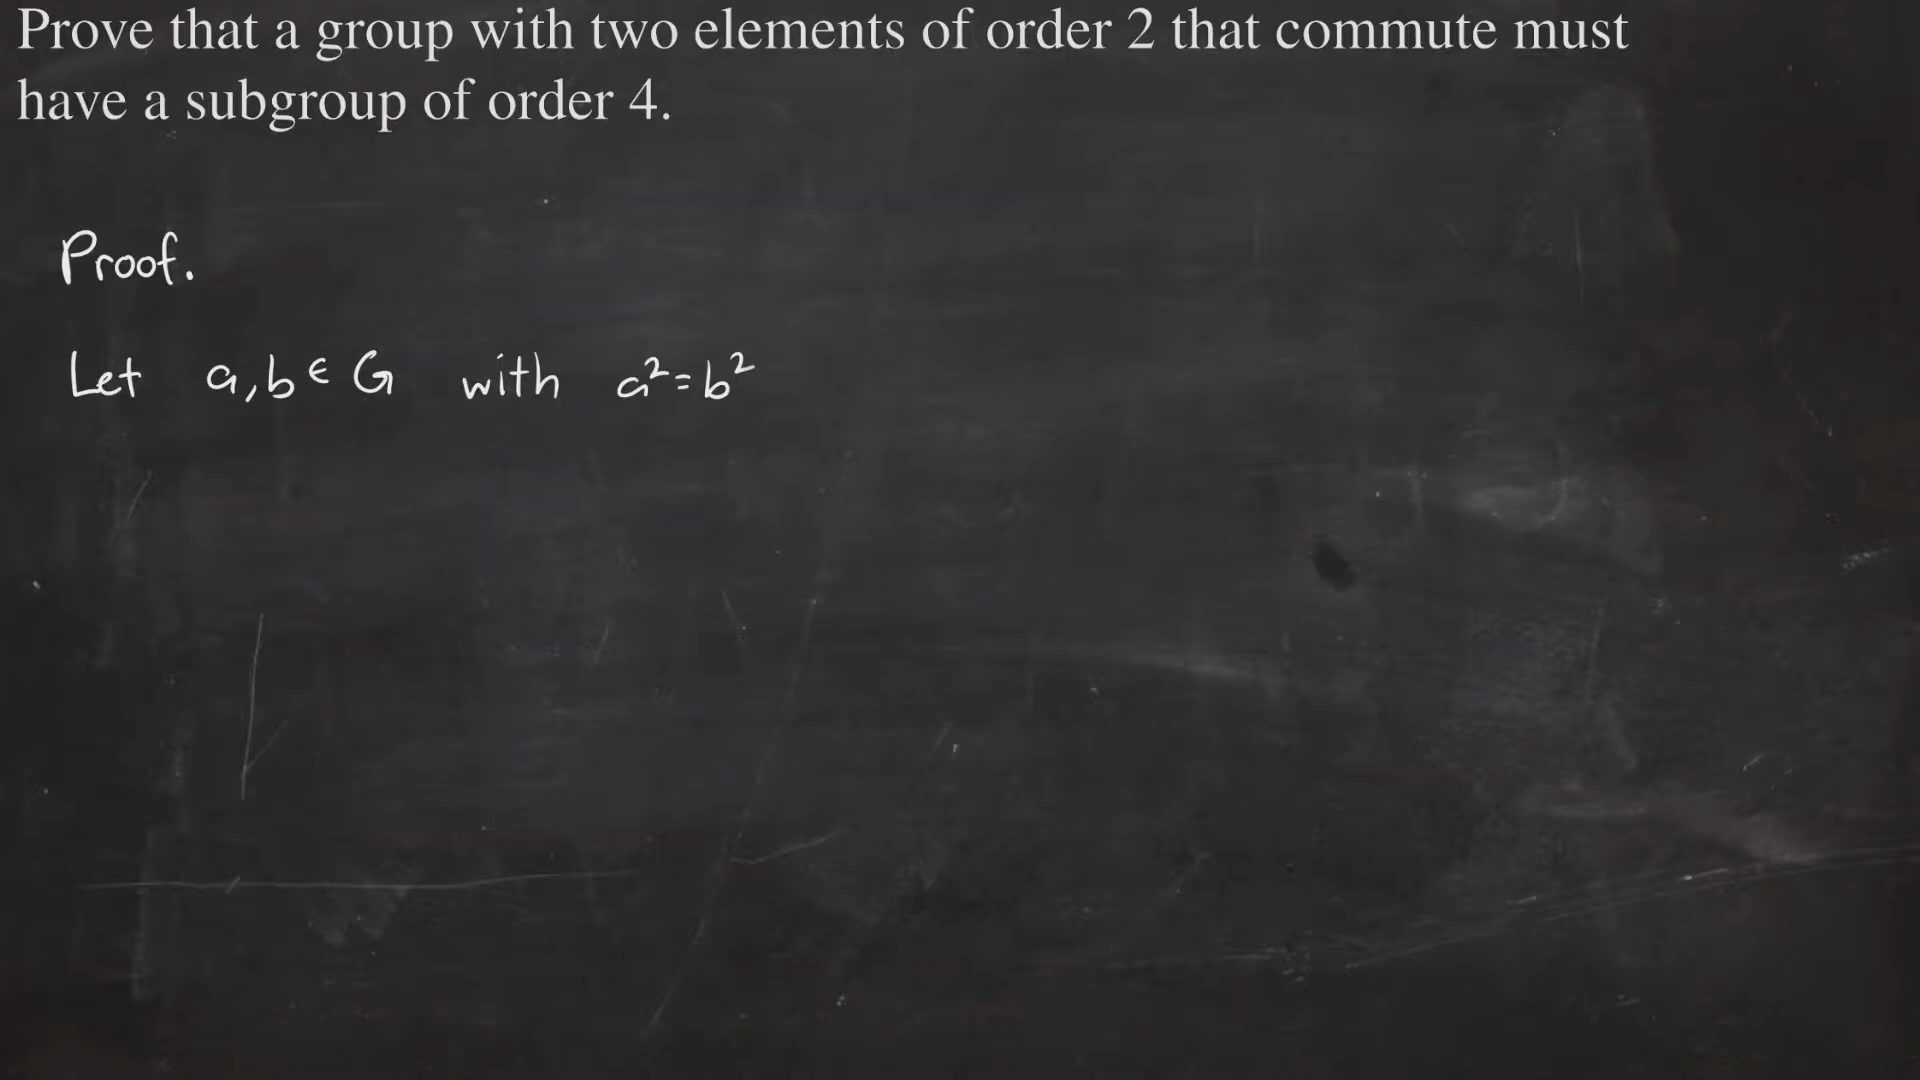 Prove that a group with two elements of order 2 that commute must
have a subgroup of order 4.
Proof.
Let a,b ∈ G with a²=b²